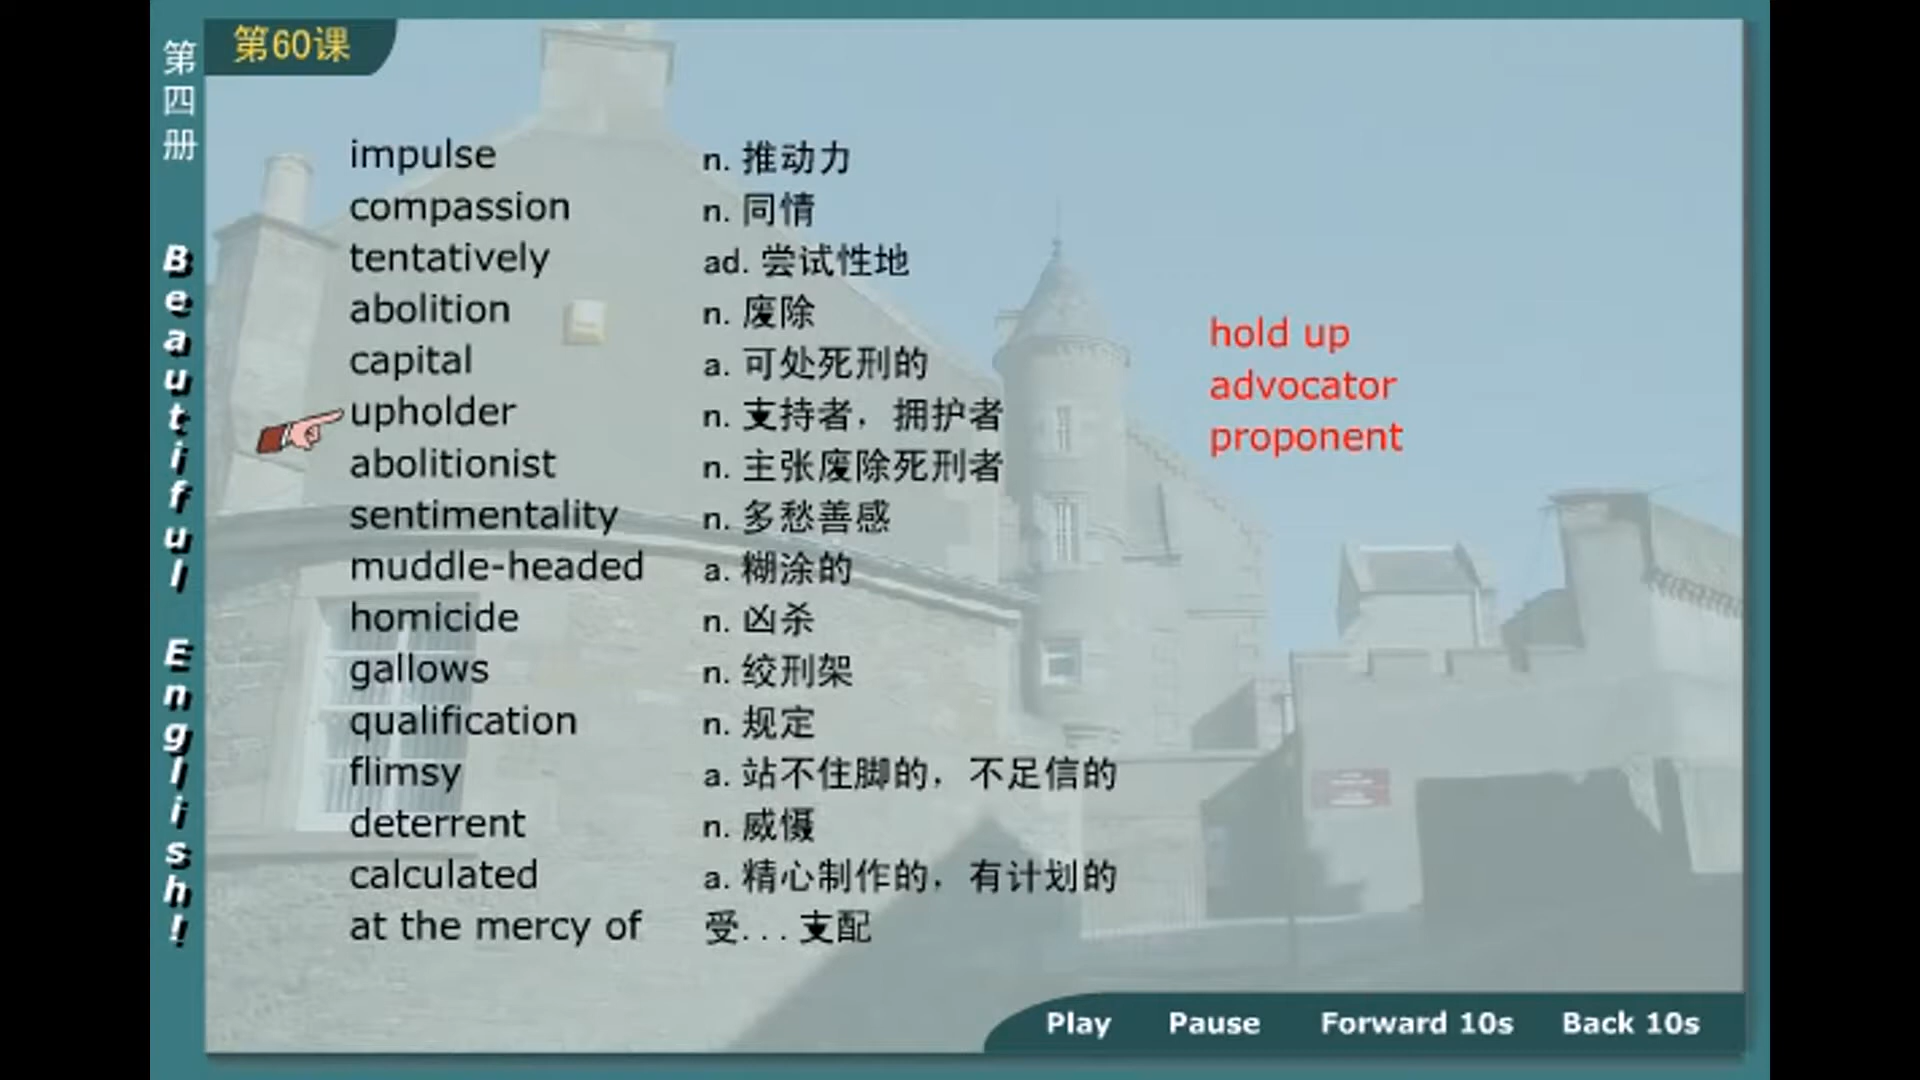 第60课
第四册
Beautiful English!
impulse n. 推动力
compassion n. 同情
tentatively ad. 尝试性地
abolition n. 废除
capital a. 可处死刑的
upholder n. 支持者，拥护者
abolitionist n. 主张废除死刑者
sentimentality n. 多愁善感
muddle-headed a. 糊涂的
homicide n. 凶杀
gallows n. 绞刑架
qualification n. 规定
flimsy a. 站不住脚的，不足信的
deterrent n. 威慑
calculated a. 精心制作的，有计划的
at the mercy of 受...支配
hold up
advocator
proponent
Play Pause Forward 10s Back 10s